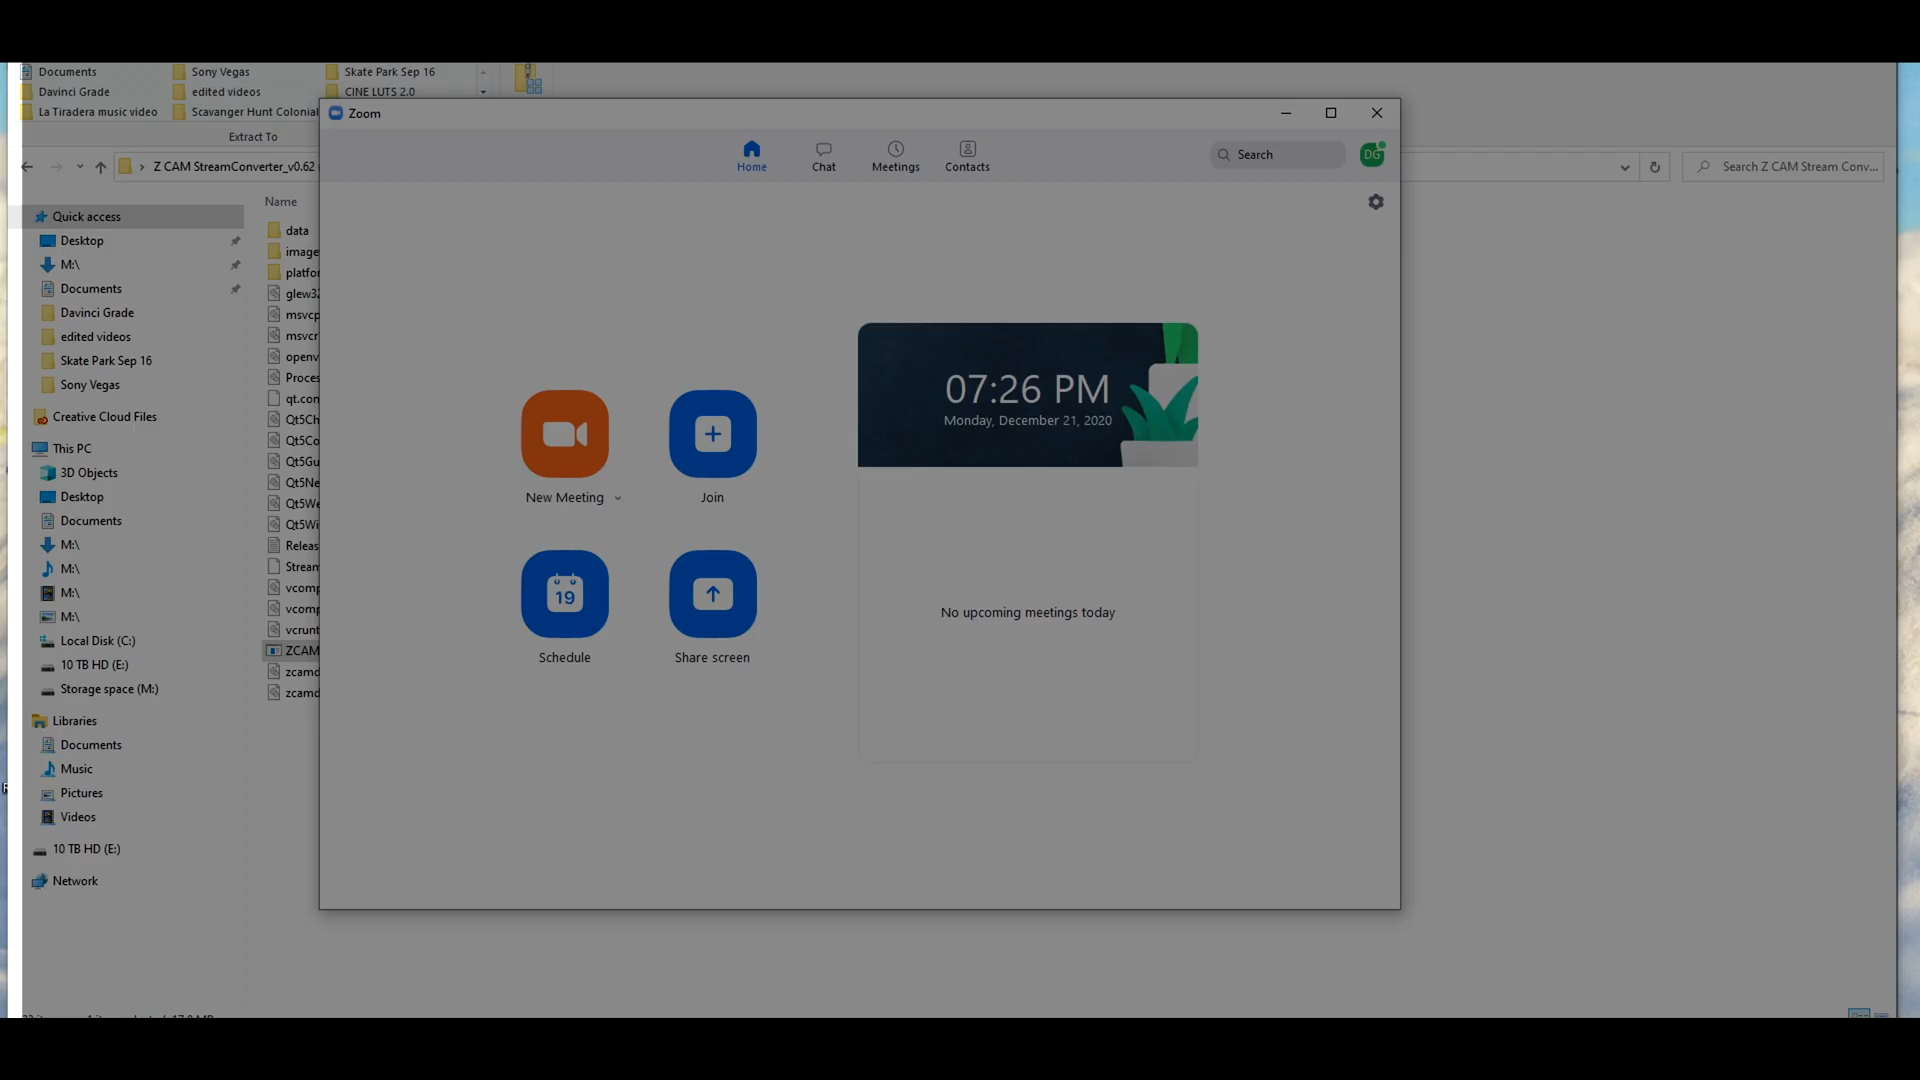 Documents
Sony Vegas
Skate Park Sep 16
Davinci Grade
edited videos
CINE LUTS 2.0
La Tiradera music video
Scavanger Hunt Colonial
Extract To
Z CAM StreamConverter_v0.62
Search Z CAM Stream Conv...
Quick access
Desktop
M:\
Documents
Davinci Grade
edited videos
Skate Park Sep 16
Sony Vegas
Creative Cloud Files
This PC
3D Objects
Desktop
Documents
M:\
M:\
M:\
M:\
Local Disk (C:)
10 TB HD (E:)
Storage space (M:)
Libraries
Documents
Music
Pictures
Videos
10 TB HD (E:)
Network
Name
data
image
platfor
glew32
msvcp
msvcr
openv
Proces
qt.con
Qt5Ch
Qt5Co
Qt5Gu
Qt5Ne
Qt5We
Qt5Wi
Releas
Stream
vcomp
vcomp
vcrunt
ZCAM
zcamd
zcamd
Zoom
Home
Chat
Meetings
Contacts
Search
DG
07:26 PM
Monday, December 21, 2020
New Meeting
Join
19
Schedule
Share screen
No upcoming meetings today